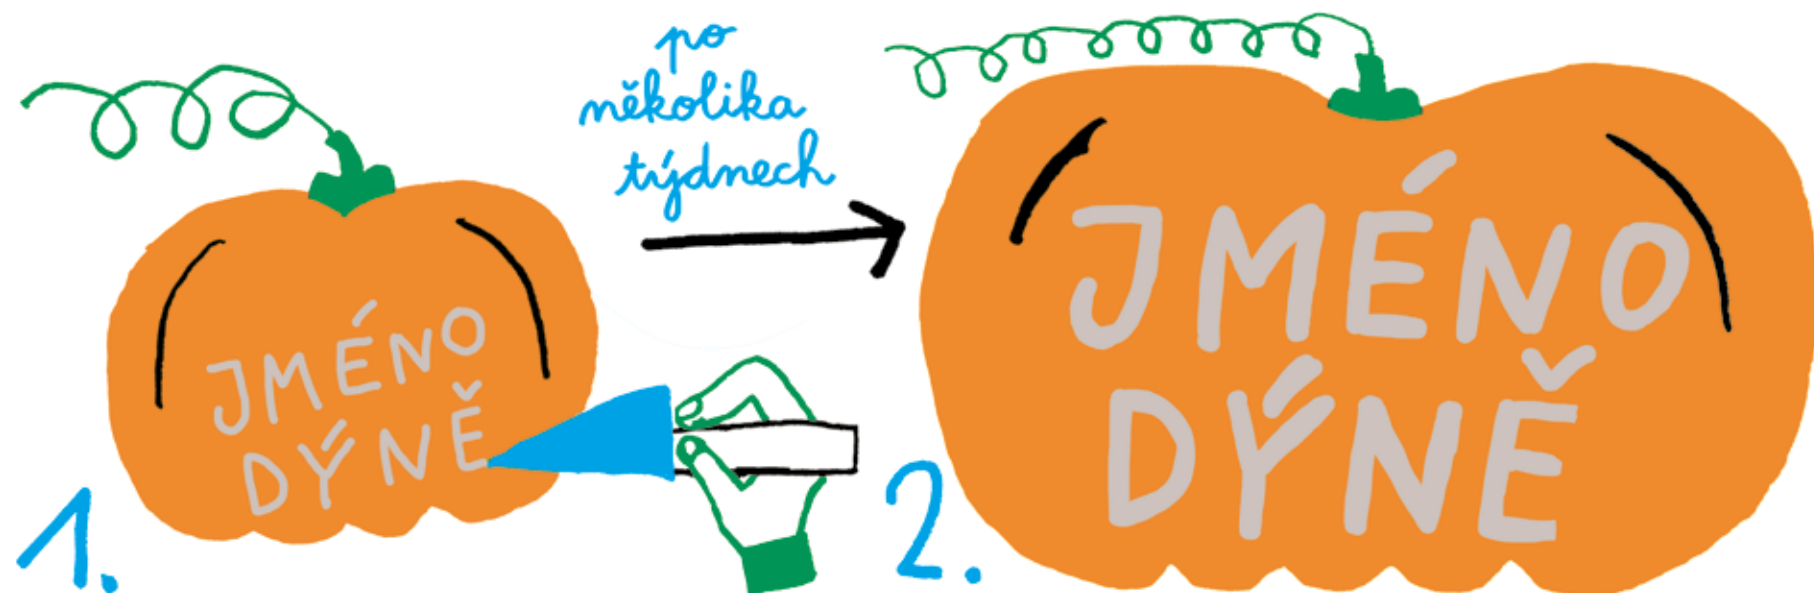 JMÉNO
DÝNĚ
1.
po
několika
týdnech
JMÉNO
DÝNĚ
2.